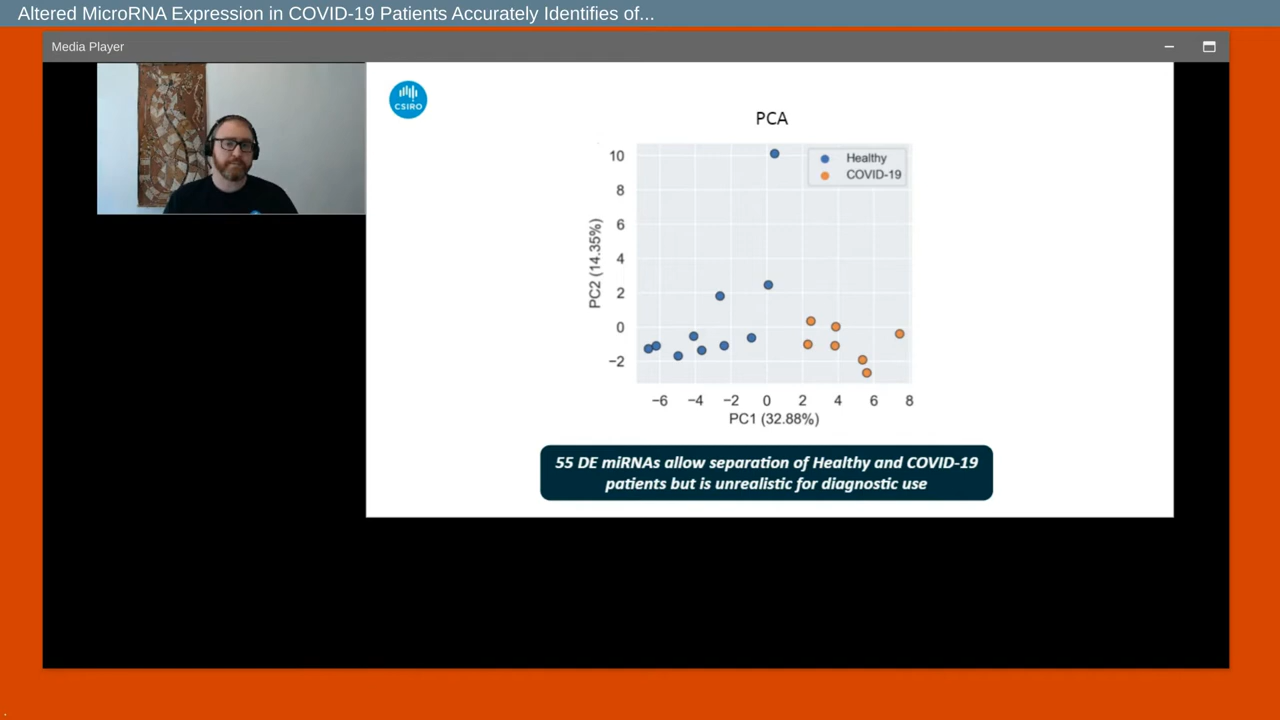 Altered MicroRNA Expression in COVID-19 Patients Accurately Identifies of...
Media Player
CSIRO
PCA
Healthy
COVID-19
10
8
6
4
2
0
−2
PC2 (14.35%)
−6 −4 −2 0 2 4 6 8
PC1 (32.88%)
55 DE miRNAs allow separation of Healthy and COVID-19
patients but is unrealistic for diagnostic use